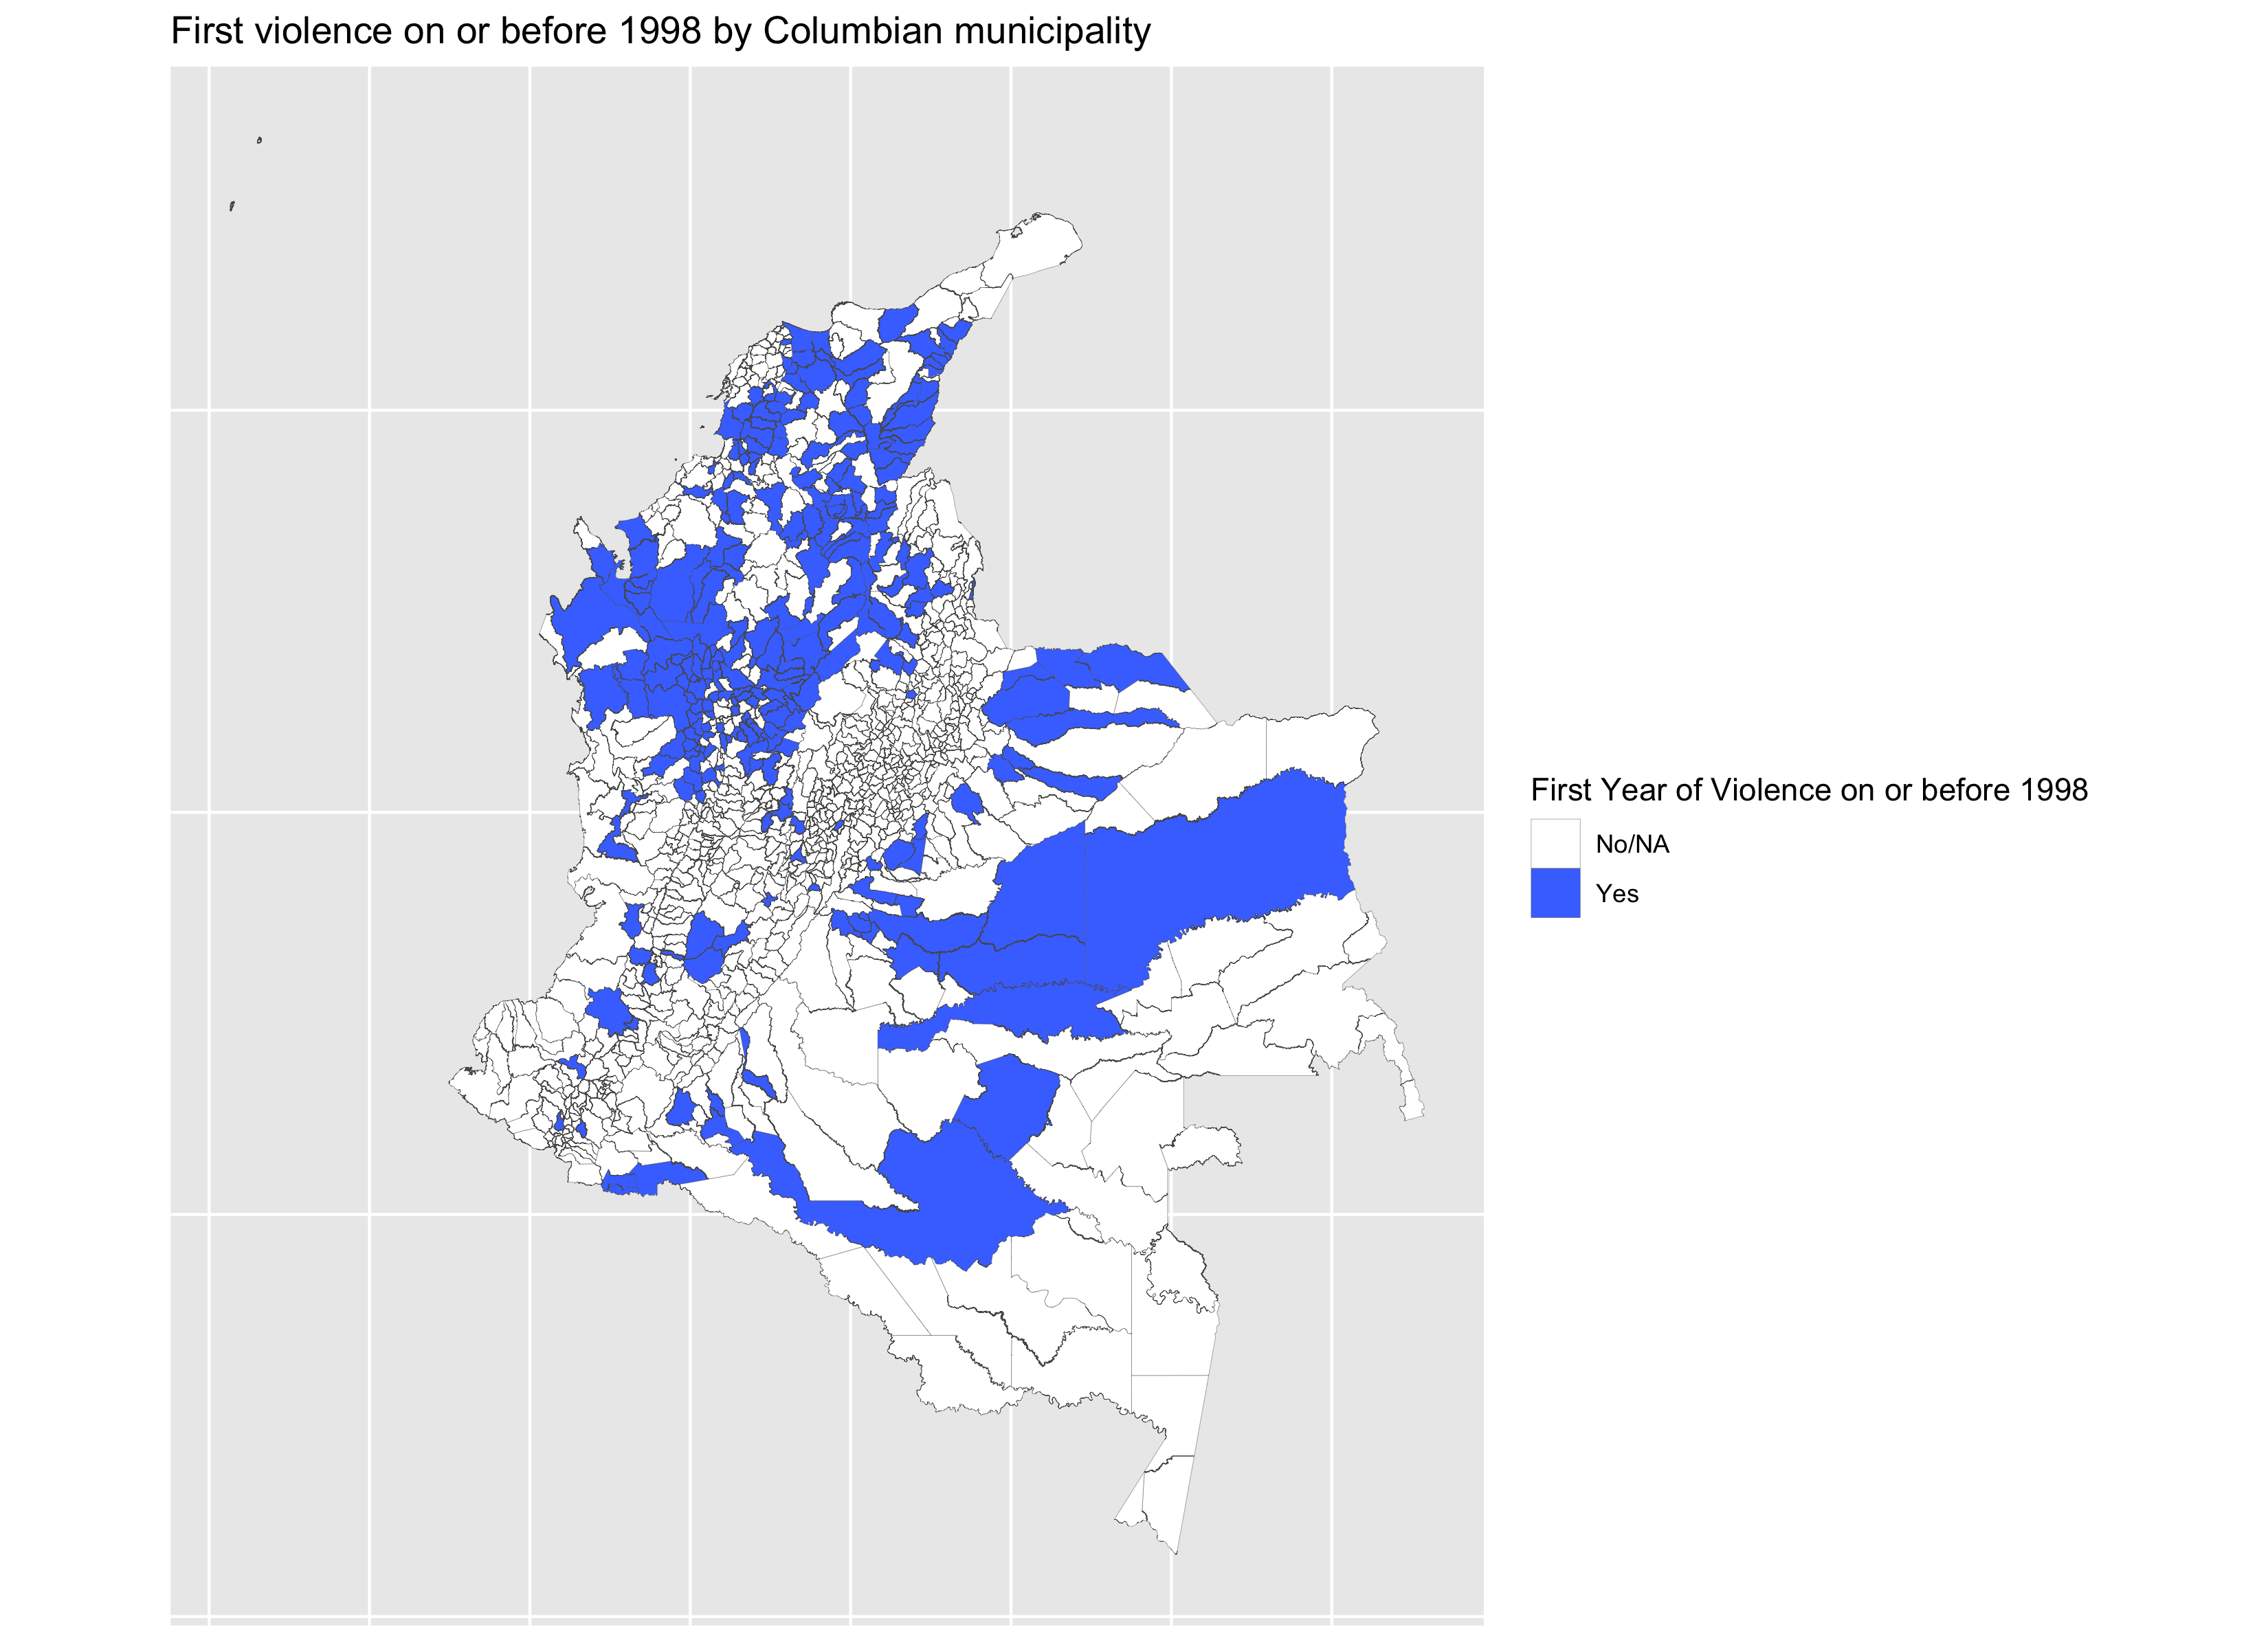 First violence on or before 1998 by Columbian municipality
First Year of Violence on or before 1998
No/NA
Yes